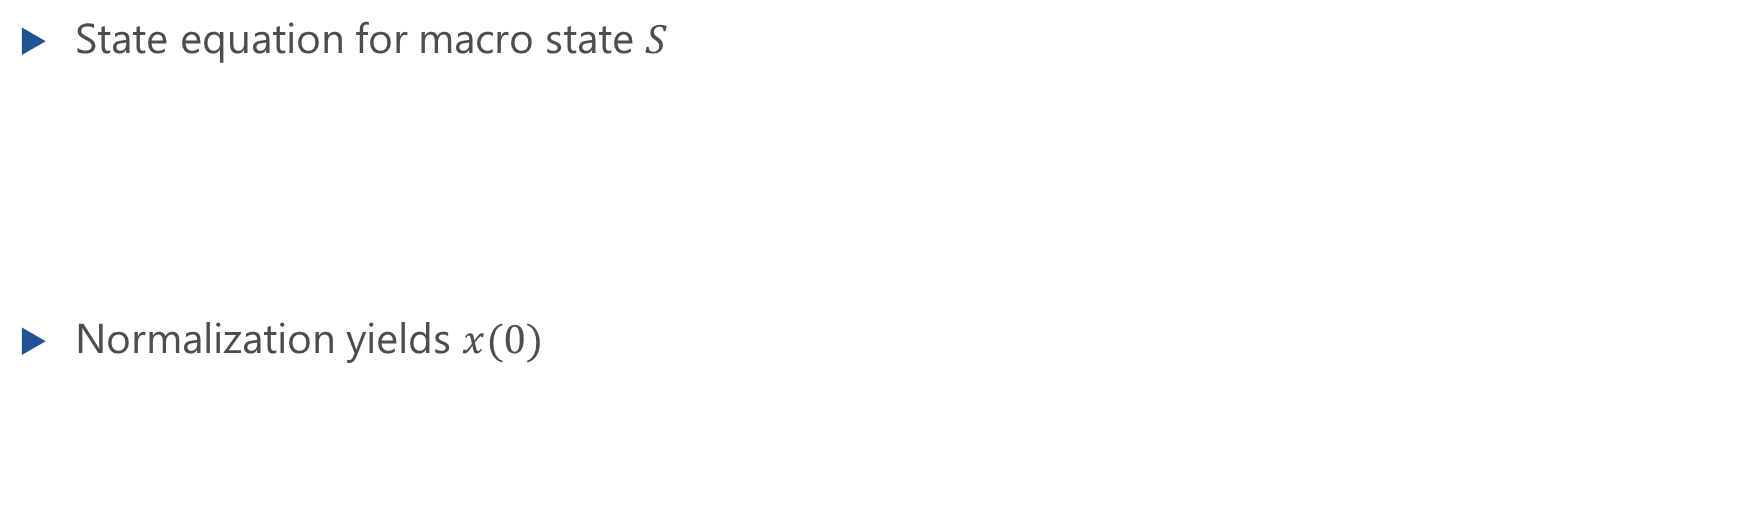 ▶ State equation for macro state S
▶ Normalization yields x(0)